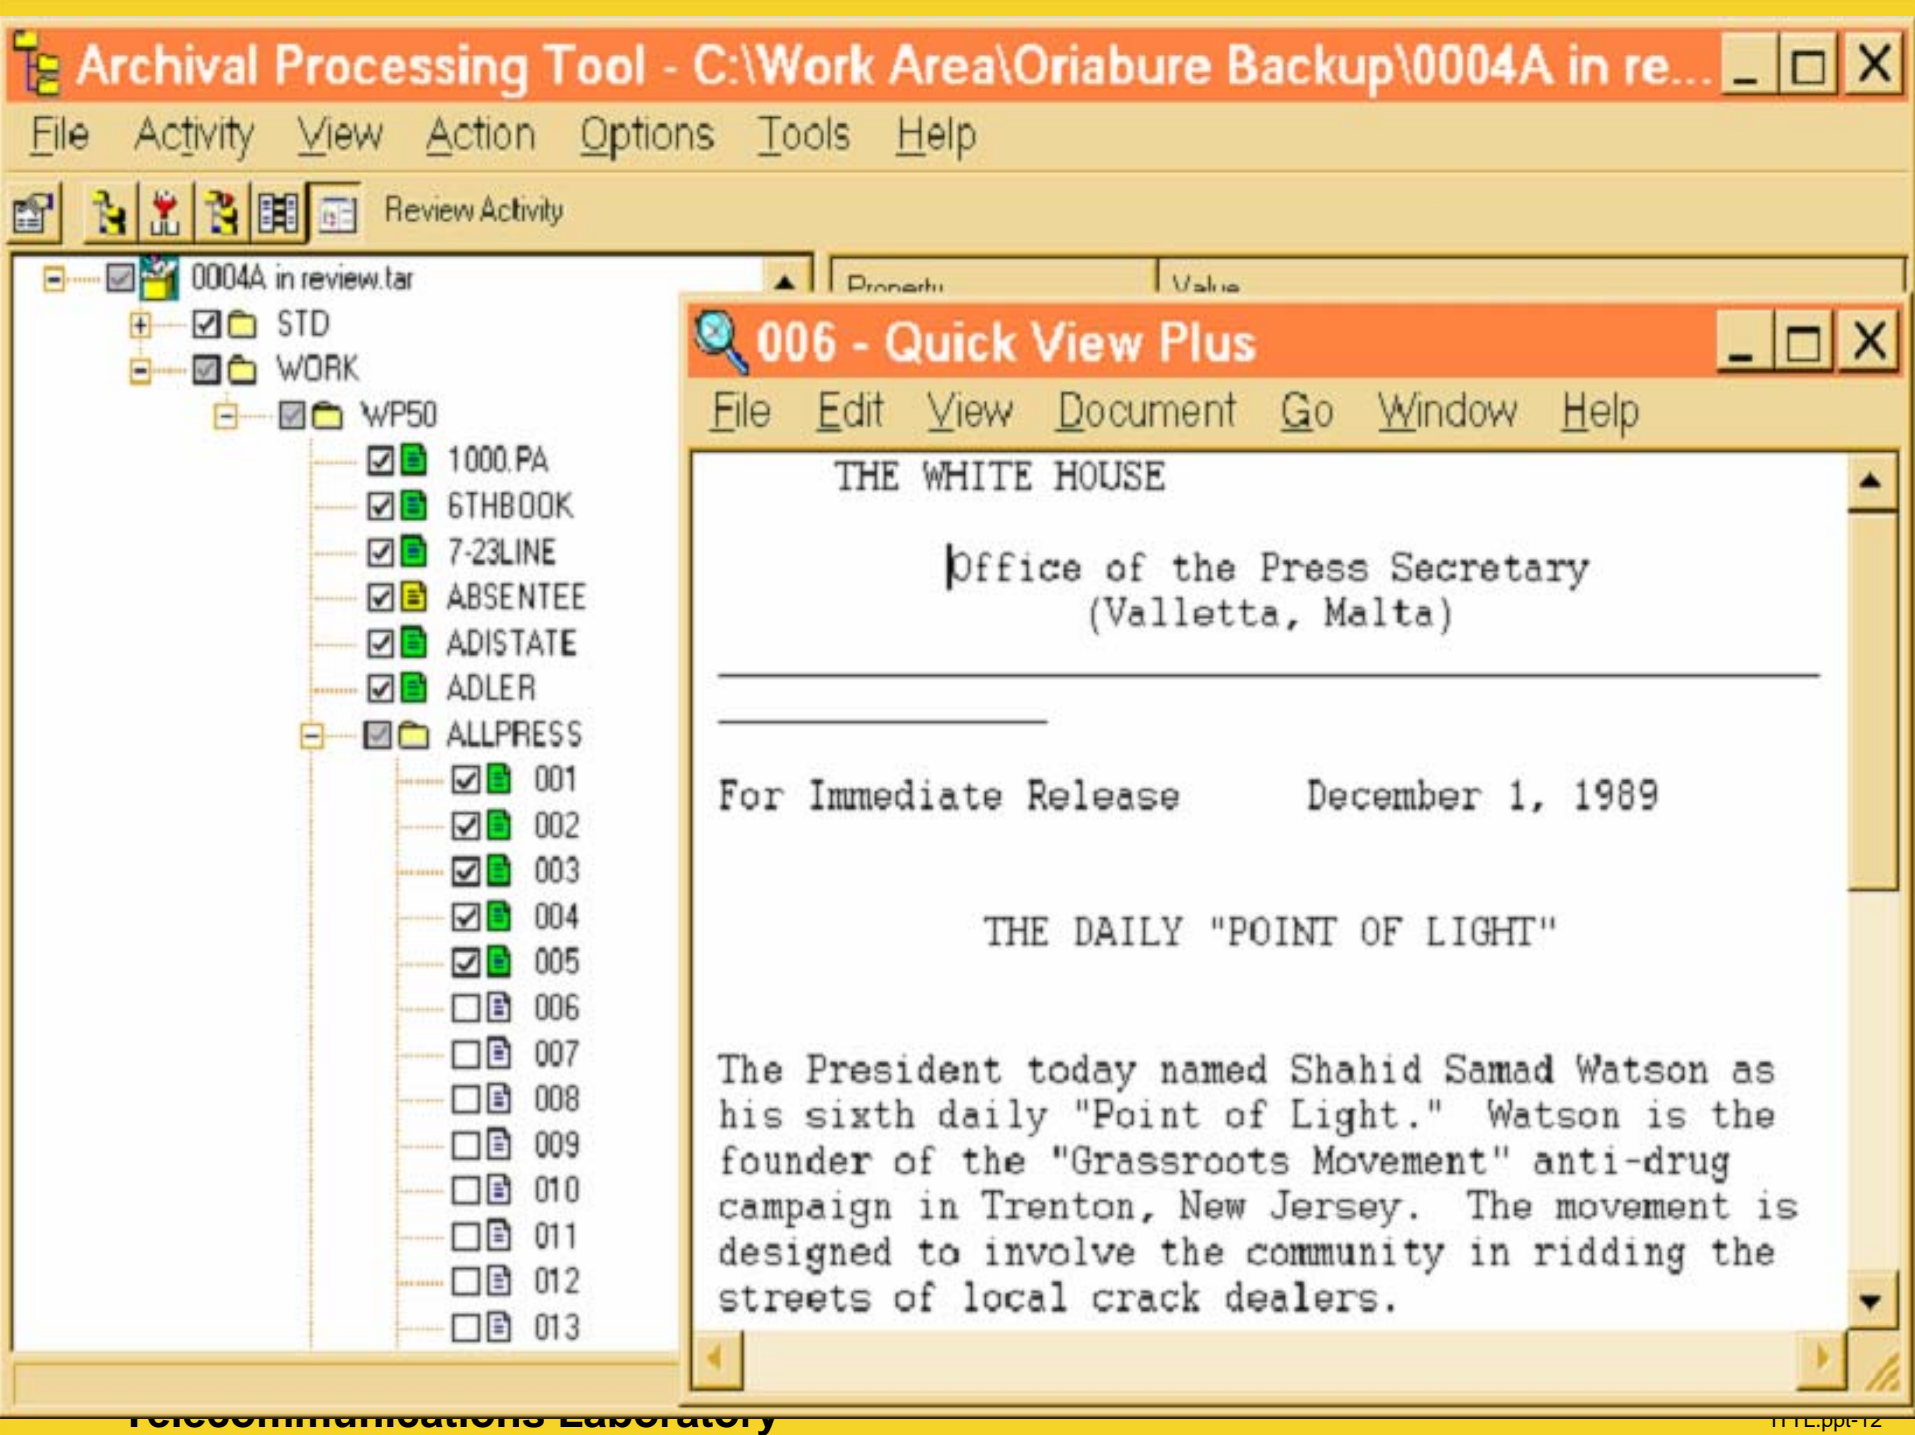 Archival Processing Tool - C:\Work Area\Oriabure Backup\0004A in re...
File Activity View Action Options Tools Help
Review Activity
0004A in review.tar
STD
WORK
WP50
1000.PA
6THBOOK
7-23LINE
ABSENTEE
ADISTATE
ADLER
ALLPRESS
001
002
003
004
005
006
007
008
009
010
011
012
013
Property Value
006 - Quick View Plus
File Edit View Document Go Window Help
THE WHITE HOUSE
Office of the Press Secretary
(Valletta, Malta)
For Immediate Release December 1, 1989
THE DAILY "POINT OF LIGHT"
The President today named Shahid Samad Watson as
his sixth daily "Point of Light." Watson is the
founder of the "Grassroots Movement" anti-drug
campaign in Trenton, New Jersey. The movement is
designed to involve the community in ridding the
streets of local crack dealers.
Telecommunications Laboratory